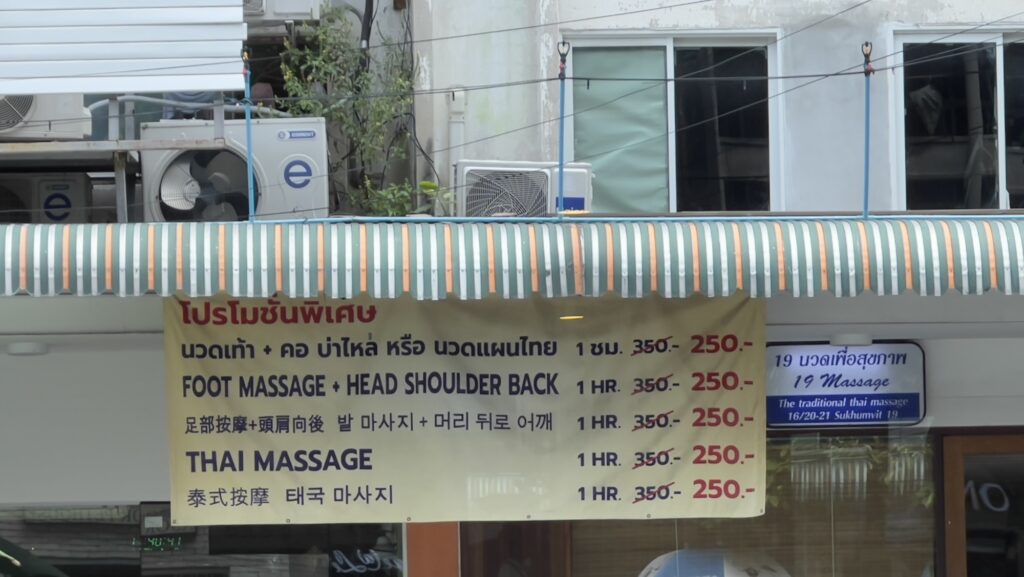 โปรโมชั่นพิเศษ
นวดเท้า + คอ บ่าไหล่ หรือ นวดแผนไทย 1 ชม. 350.- 250.-
FOOT MASSAGE + HEAD SHOULDER BACK 1 HR. 350.- 250.-
足部按摩+頭肩向後 발 마사지 + 머리 뒤로 어깨 1 HR. 350.- 250.-
THAI MASSAGE 1 HR. 350.- 250.-
泰式按摩 태국 마사지 1 HR. 350.- 250.-
19 นวดเพื่อสุขภาพ
19 Massage
The traditional thai massage
16/20-21 Sukhumvit 19
e
e